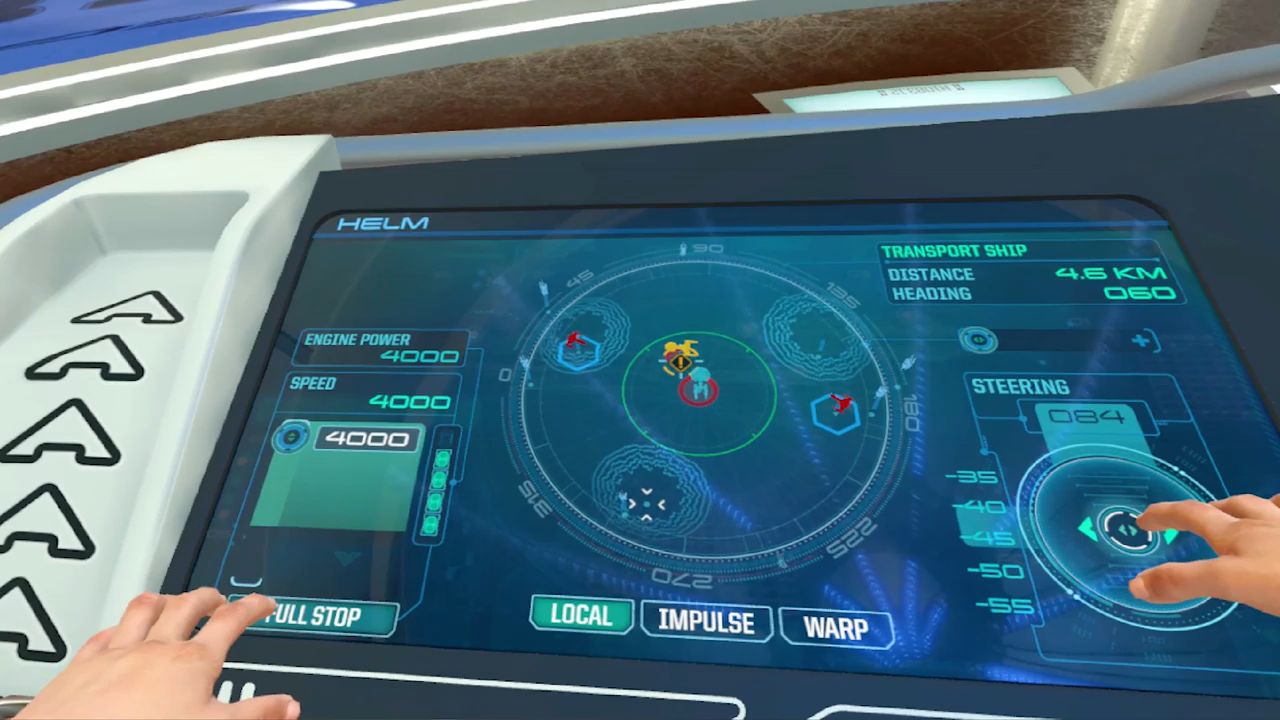 HELM
90
45
135
0
180
315
225
270
TRANSPORT SHIP
DISTANCE 4.6 KM
HEADING 060
ENGINE POWER
4000
SPEED
4000
4000
STEERING
084
-35
-40
-45
-50
-55
FULL STOP
LOCAL
IMPULSE
WARP